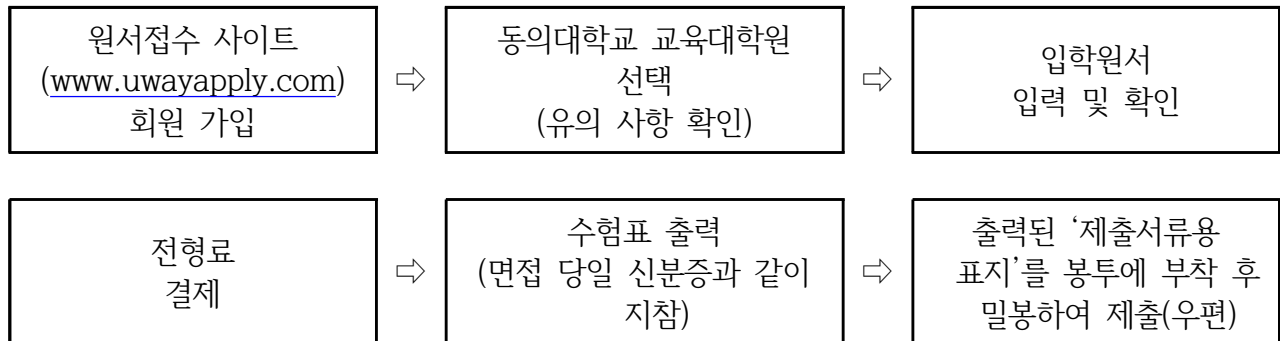 원서접수 사이트
(www.uwayapply.com)
회원 가입
⇨
동의대학교 교육대학원
선택
(유의 사항 확인)
⇨
입학원서
입력 및 확인
전형료
결제
⇨
수험표 출력
(면접 당일 신분증과 같이
지참)
⇨
출력된 ‘제출서류용
표지’를 봉투에 부착 후
밀봉하여 제출(우편)